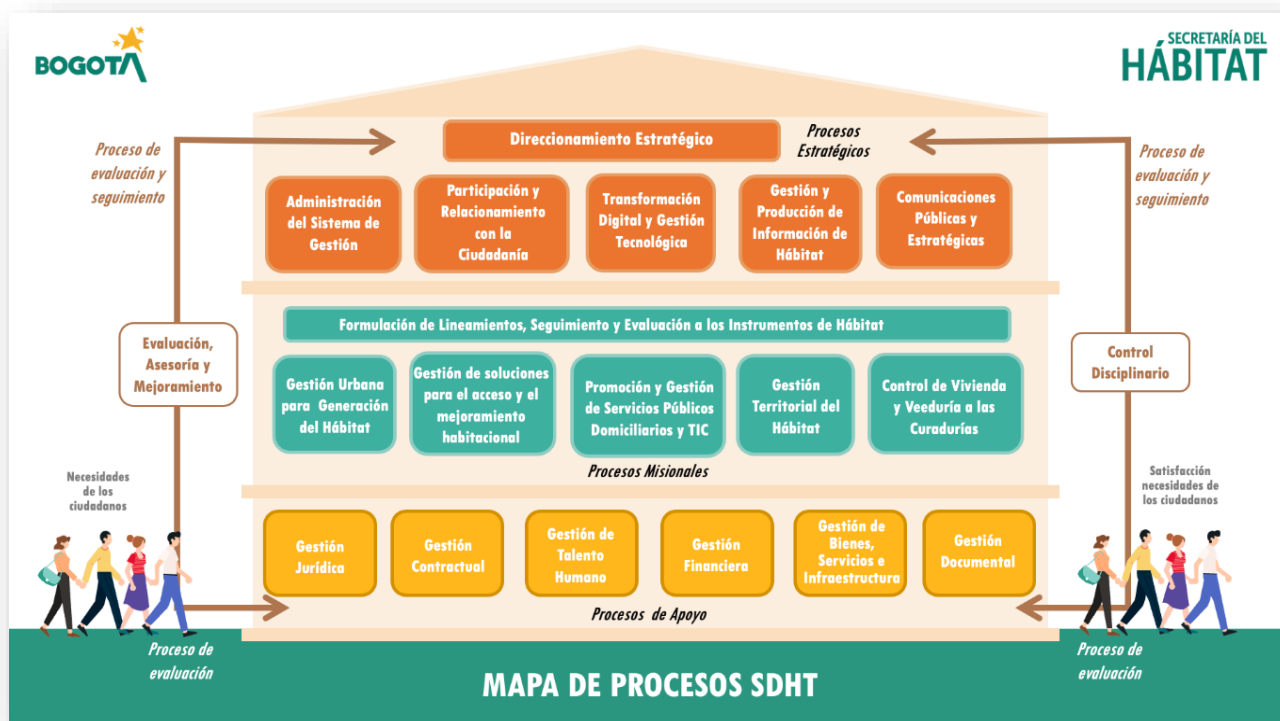 BOGOTA
SECRETARÍA DEL
HÁBITAT
Proceso de
evaluación y
seguimiento
Direccionamiento Estratégico
Procesos
Estratégicos
Proceso de
evaluación y
seguimiento
Administración
del Sistema de
Gestión
Participación y
Relacionamiento
con la
Ciudadanía
Transformación
Digital y Gestión
Tecnológica
Gestión y
Producción de
Información de
Hábitat
Comunicaciones
Públicas y
Estratégicas
Formulación de Lineamientos, Seguimiento y Evaluación a los Instrumentos de Hábitat
Evaluación,
Asesoría y
Mejoramiento
Control
Disciplinario
Gestión Urbana
para Generación
del Hábitat
Gestión de soluciones
para el acceso y el
mejoramiento
habitacional
Promoción y Gestión
de Servicios Públicos
Domiciliarios y TIC
Gestión
Territorial del
Hábitat
Control de Vivienda
y Veeduría a las
Curadurías
Procesos Misionales
Necesidades
de los
ciudadanos
Satisfacción
necesidades de
los ciudadanos
Gestión
Jurídica
Gestión
Contractual
Gestión de
Talento
Humano
Gestión
Financiera
Gestión de
Bienes,
Servicios e
Infraestructura
Gestión
Documental
Procesos de Apoyo
Proceso de
evaluación
Proceso de
evaluación
MAPA DE PROCESOS SDHT